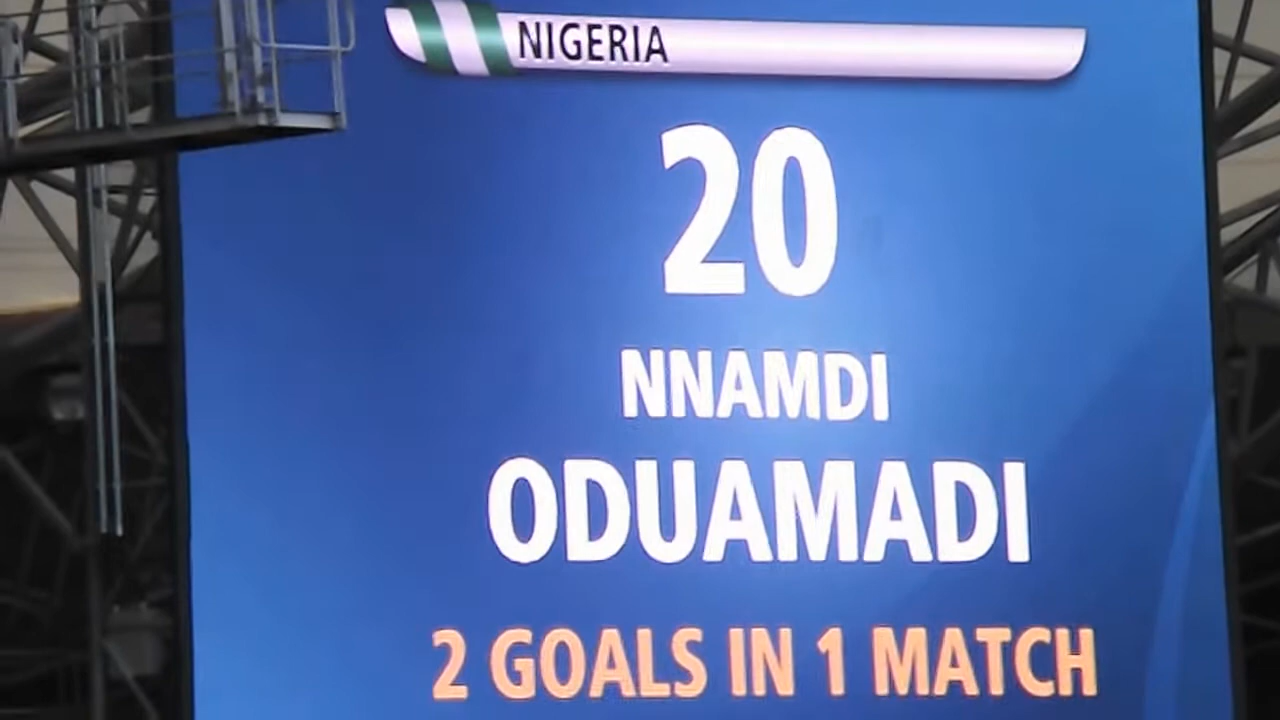 NIGERIA
20
NNAMDI
ODUAMADI
2 GOALS IN 1 MATCH